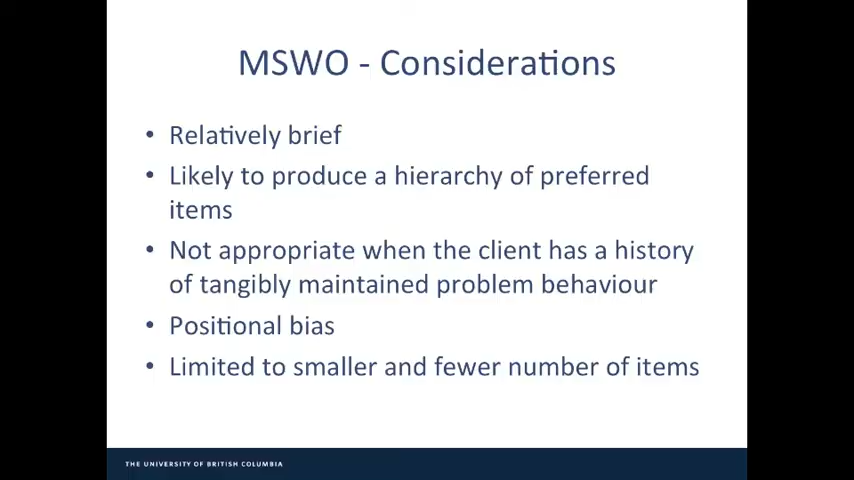 MSWO - Considerations
• Relatively brief
• Likely to produce a hierarchy of preferred
items
• Not appropriate when the client has a history
of tangibly maintained problem behaviour
• Positional bias
• Limited to smaller and fewer number of items
THE UNIVERSITY OF BRITISH COLUMBIA